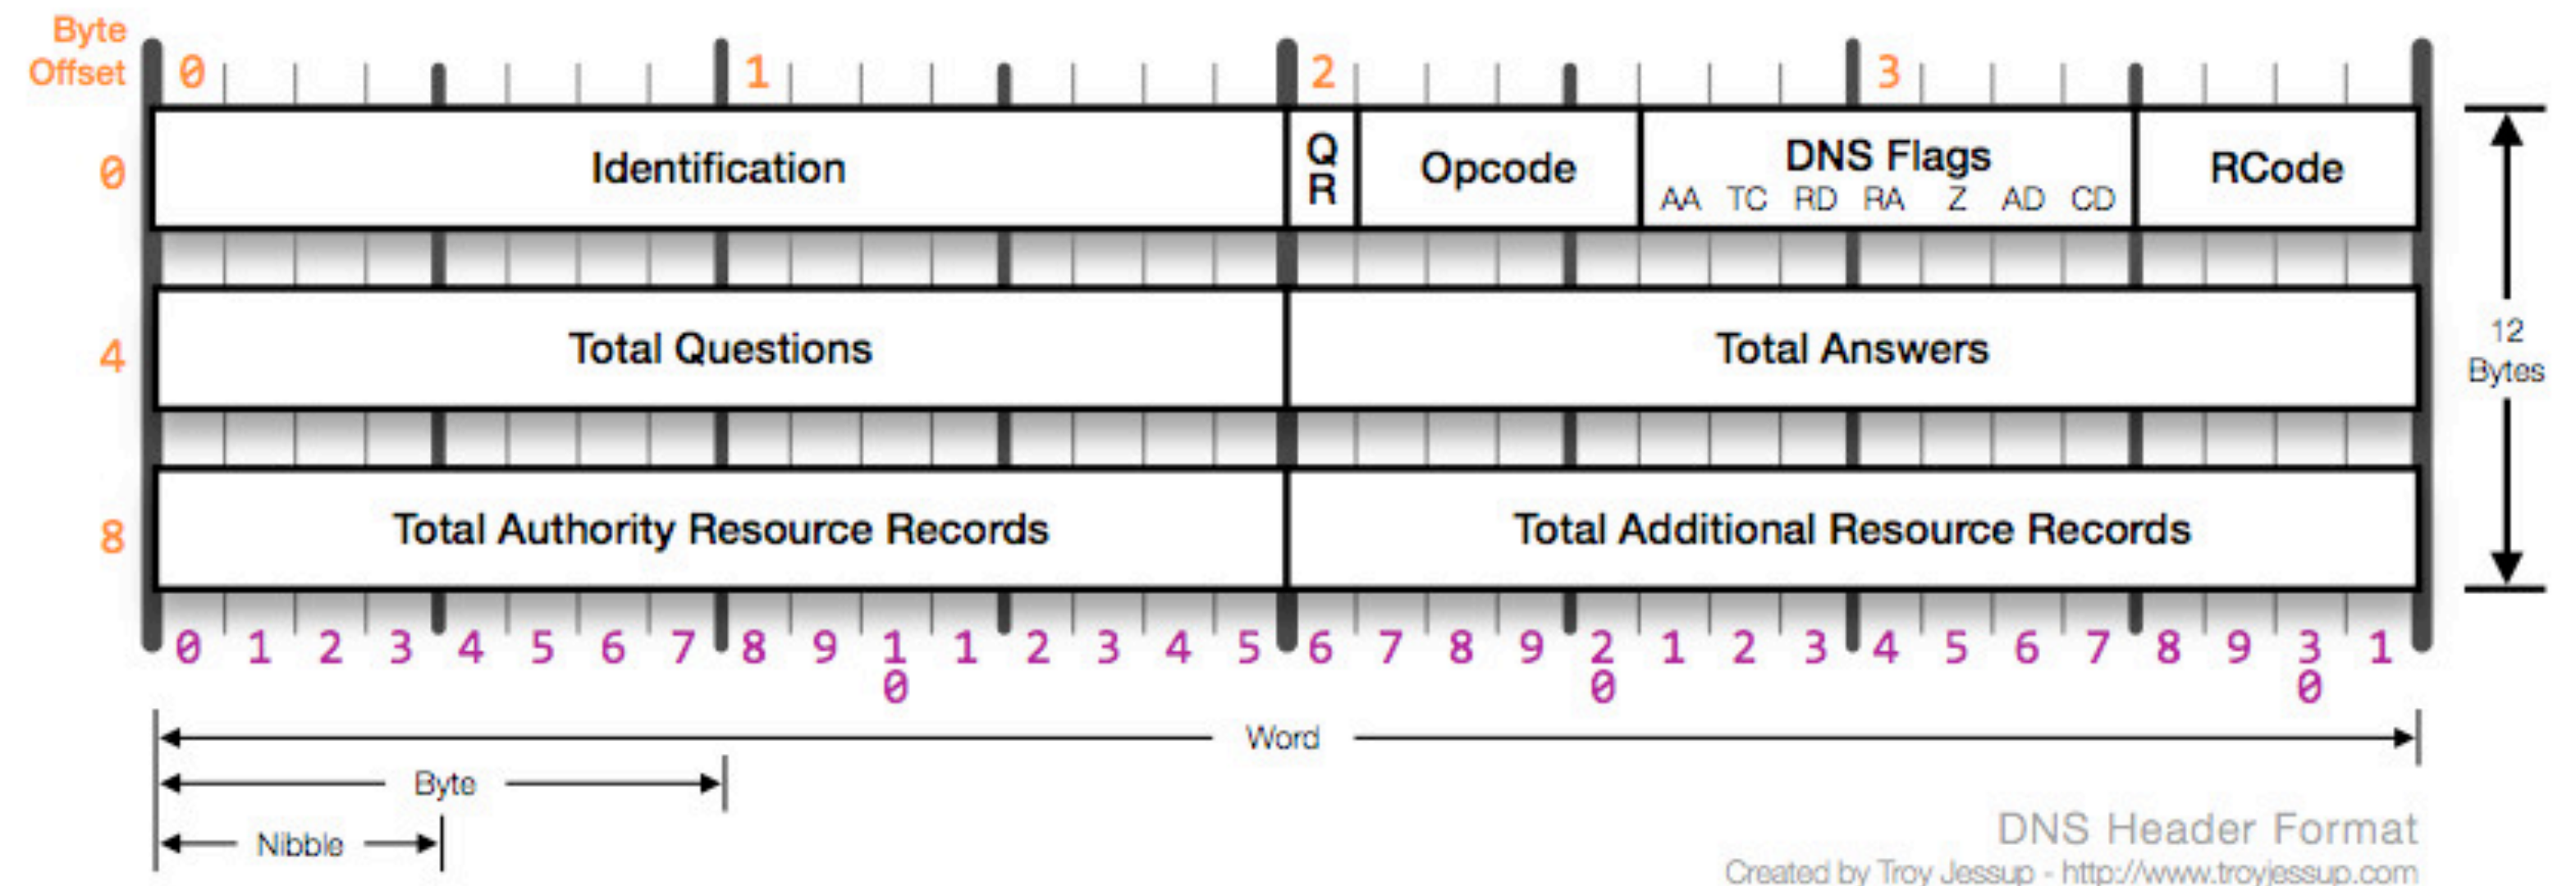 Byte
Offset
0 1 2 3
0
Identification
Q
R
Opcode
DNS Flags
AA TC RD RA Z AD CD
RCode
4
Total Questions
Total Answers
12
Bytes
8
Total Authority Resource Records
Total Additional Resource Records
0 1 2 3 4 5 6 7 8 9 1 1 2 3 4 5 6 7 8 9 2 1 2 3 4 5 6 7 8 9 3 1
0 0 0
Word
Byte
Nibble
DNS Header Format
Created by Troy Jessup - http://www.troyjessup.com